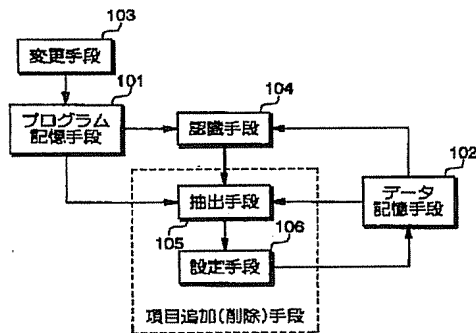 103
変更手段
101
プログラム
記憶手段
104
認識手段
102
データ
記憶手段
抽出手段
105
106
設定手段
項目追加(削除)手段